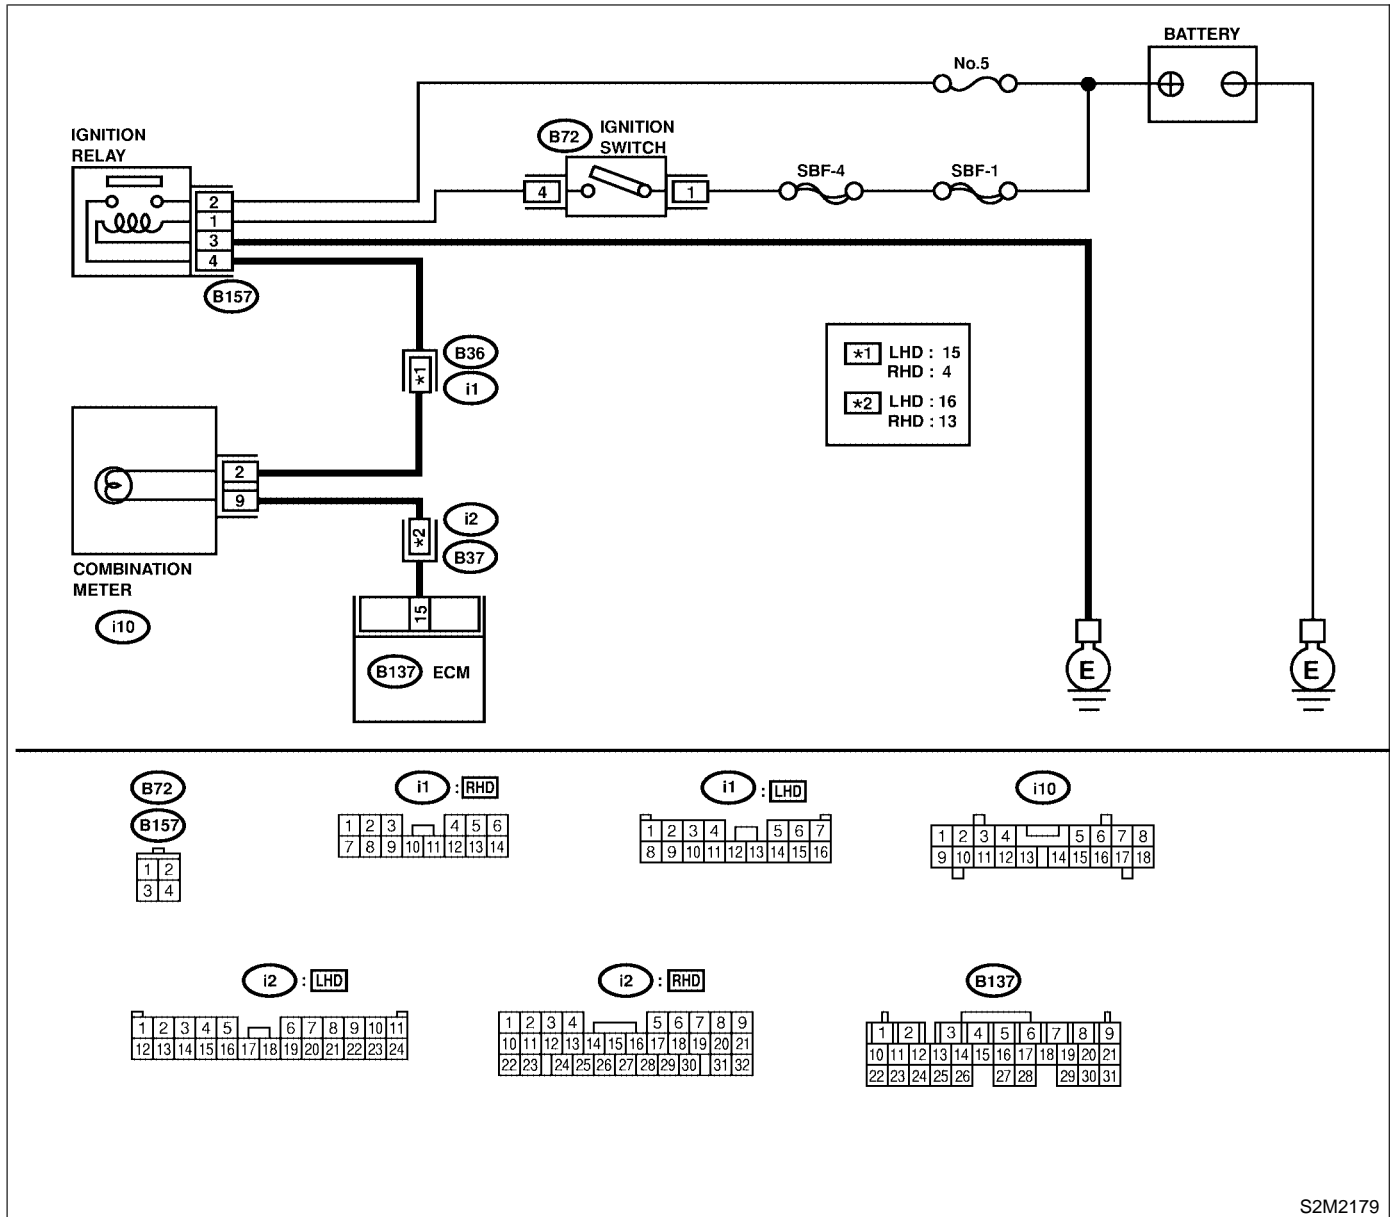 BATTERY
No.5
IGNITION
RELAY
B72
IGNITION
SWITCH
SBF-4
SBF-1
4
1
2
1
3
4
B157
B36
*1
i1
*1 LHD : 15
RHD : 4
*2 LHD : 16
RHD : 13
2
9
i2
*2
B37
COMBINATION
METER
i10
15
B137 ECM
E
E
B72
B157
1 2
3 4
i1 : RHD
1 2 3 4 5 6
7 8 9 10 11 12 13 14
i1 : LHD
1 2 3 4 5 6 7
8 9 10 11 12 13 14 15 16
i10
1 2 3 4 5 6 7 8
9 10 11 12 13 14 15 16 17 18
i2 : LHD
1 2 3 4 5 6 7 8 9 10 11
12 13 14 15 16 17 18 19 20 21 22 23 24
i2 : RHD
1 2 3 4 5 6 7 8 9
10 11 12 13 14 15 16 17 18 19 20 21
22 23 24 25 26 27 28 29 30 31 32
B137
1 2 3 4 5 6 7 8 9
10 11 12 13 14 15 16 17 18 19 20 21
22 23 24 25 26 27 28 29 30 31
S2M2179